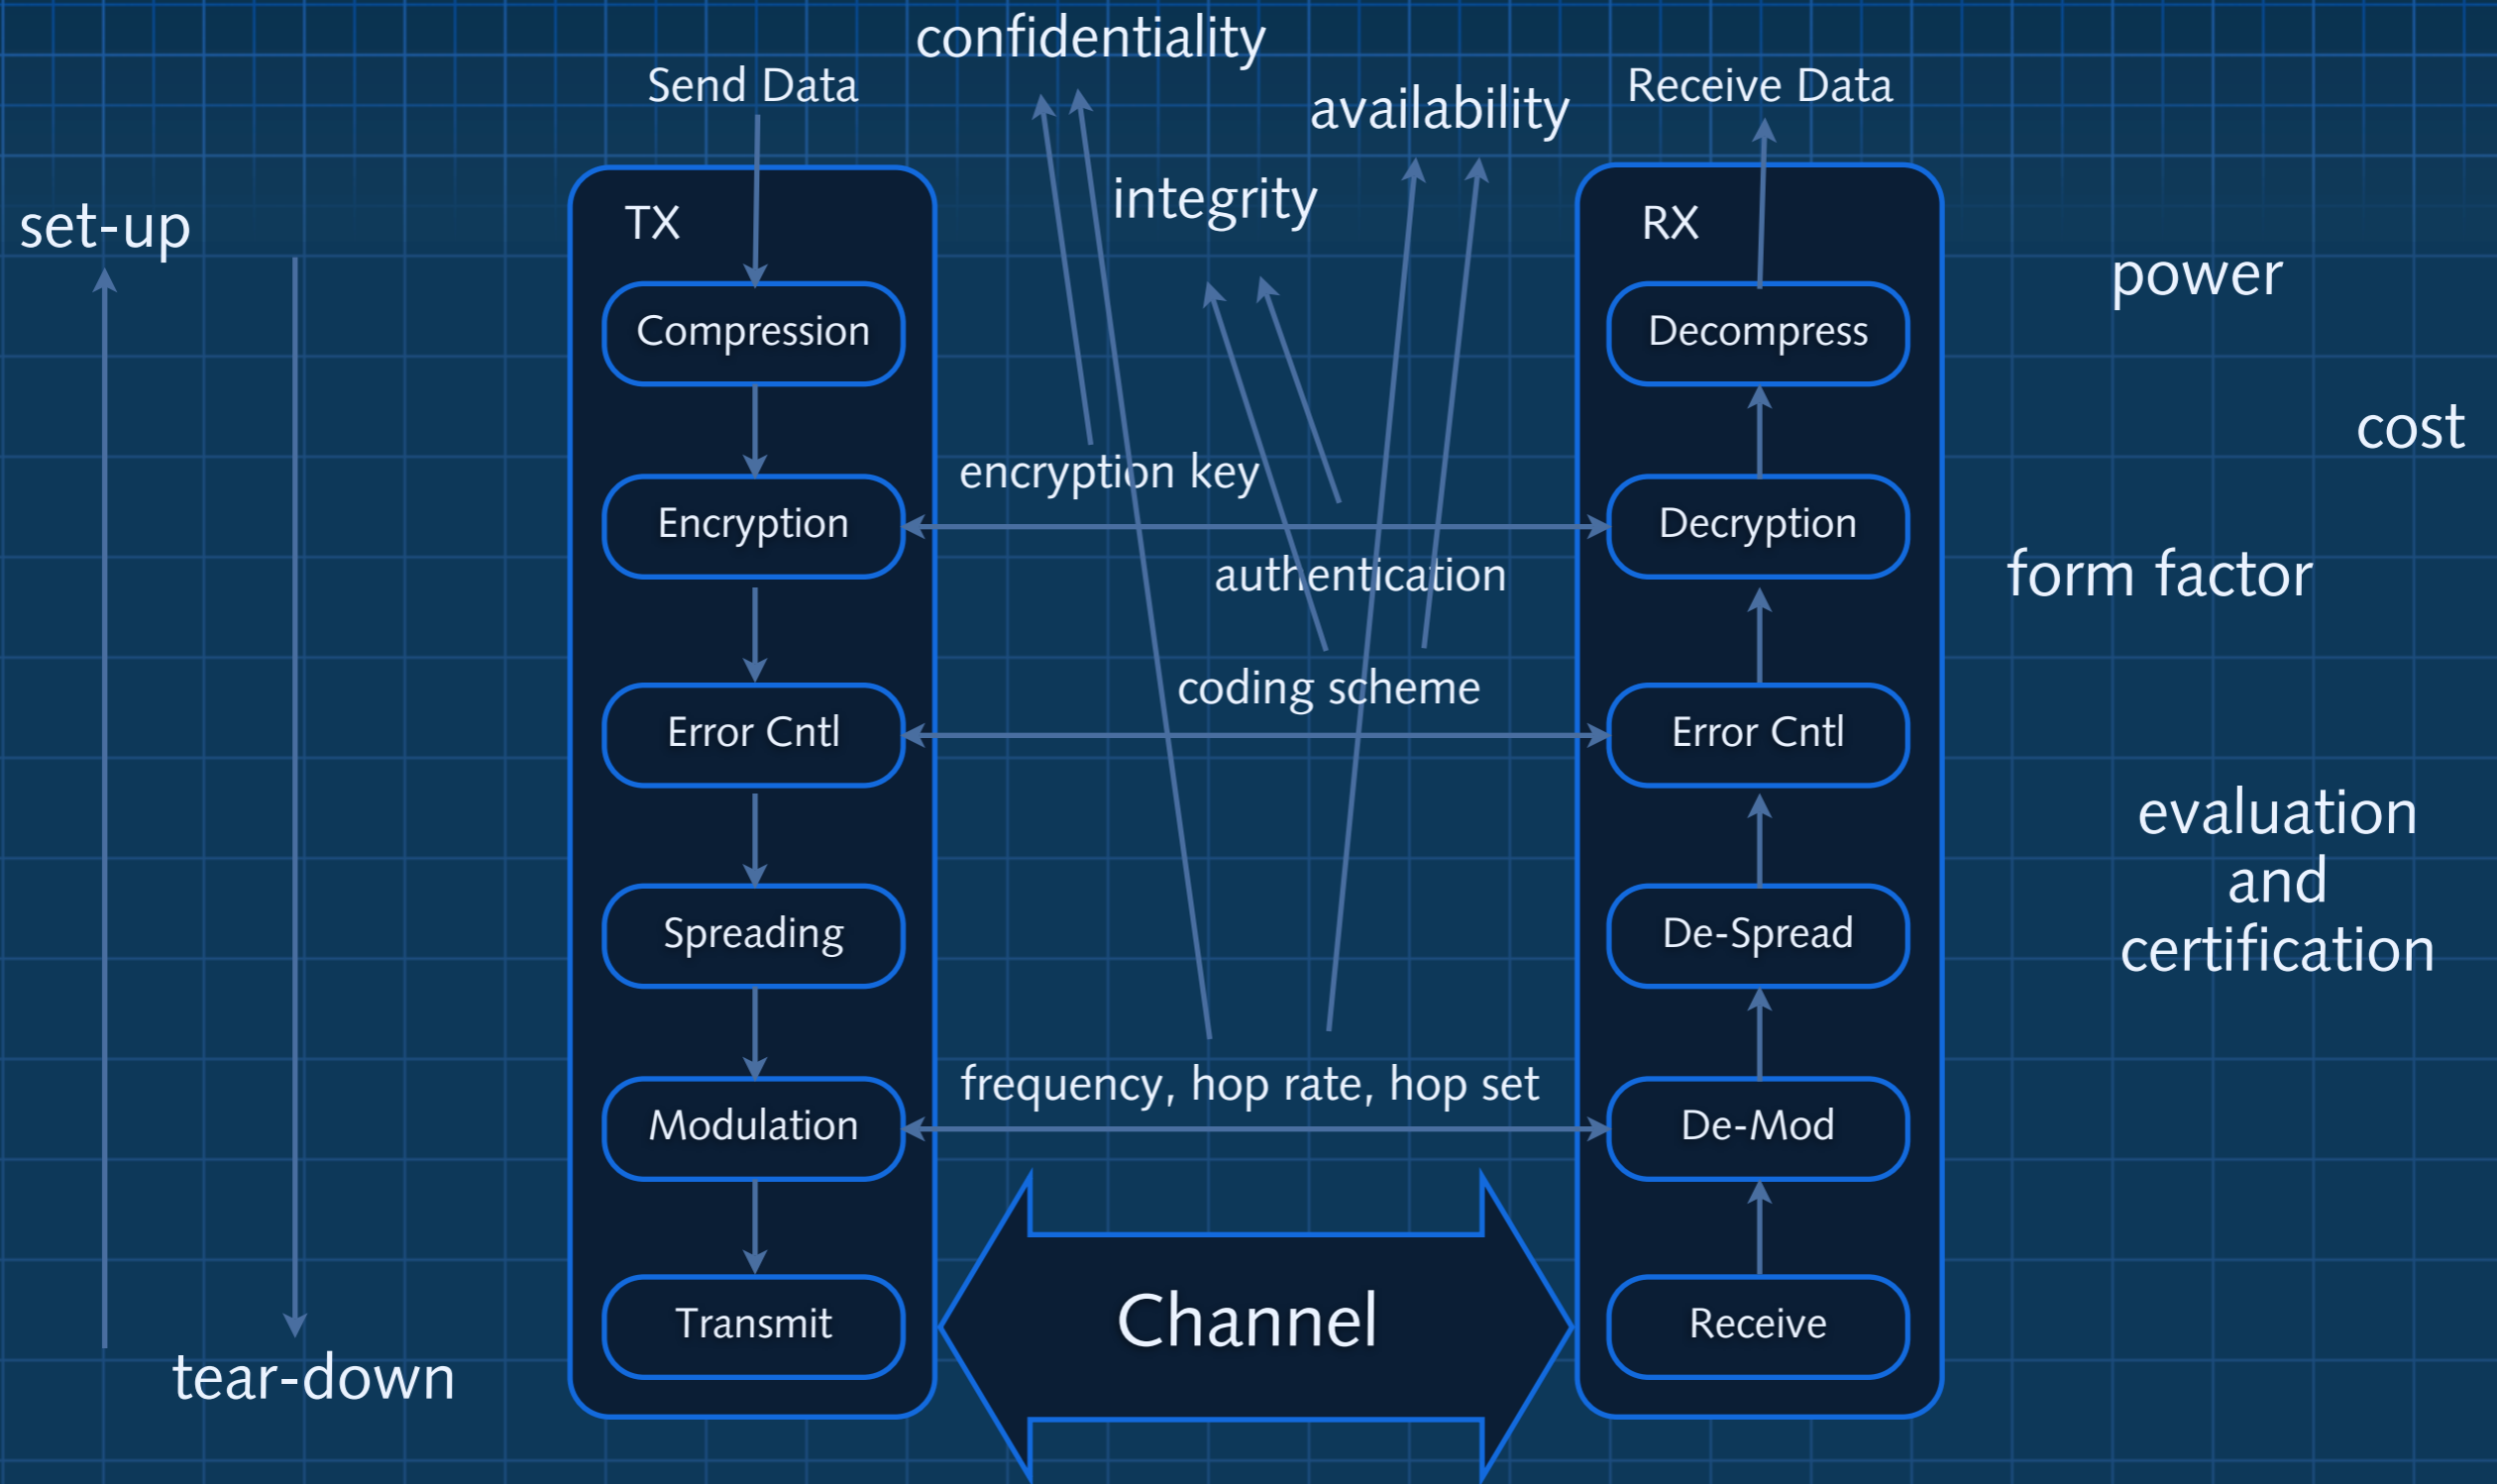 confidentiality
Send Data
availability
Receive Data
integrity
set-up
TX
RX
power
Compression
Decompress
cost
encryption key
Encryption
Decryption
authentication
form factor
coding scheme
Error Cntl
Error Cntl
evaluation
and
certification
Spreading
De-Spread
frequency, hop rate, hop set
Modulation
De-Mod
Channel
Transmit
Receive
tear-down